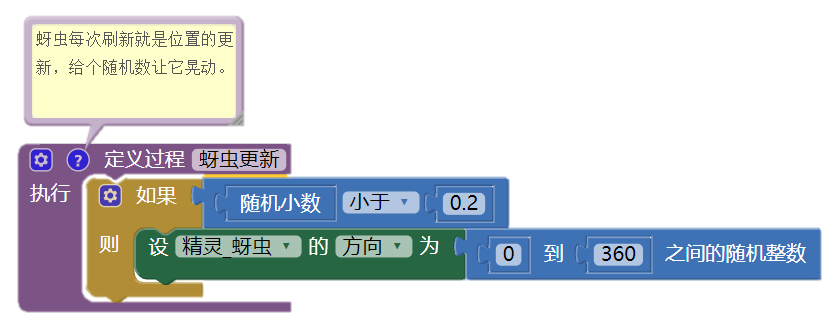 蚜虫每次刷新就是位置的更
新，给个随机数让它晃动。
? 定义过程 蚜虫更新
执行 如果 随机小数 小于 0.2
则 设 精灵_蚜虫 的 方向 为 0 到 360 之间的随机整数